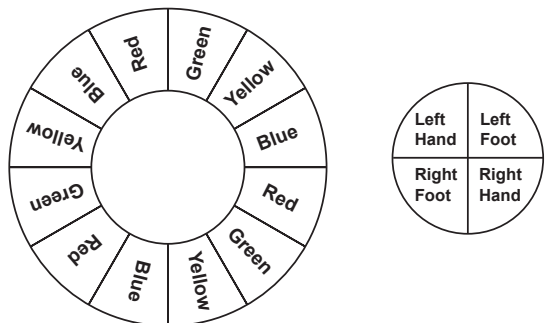 Green
Yellow
Blue
Red
Green
Yellow
Blue
Red
Green
Yellow
Blue
Red
Left
Hand
Left
Foot
Right
Foot
Right
Hand